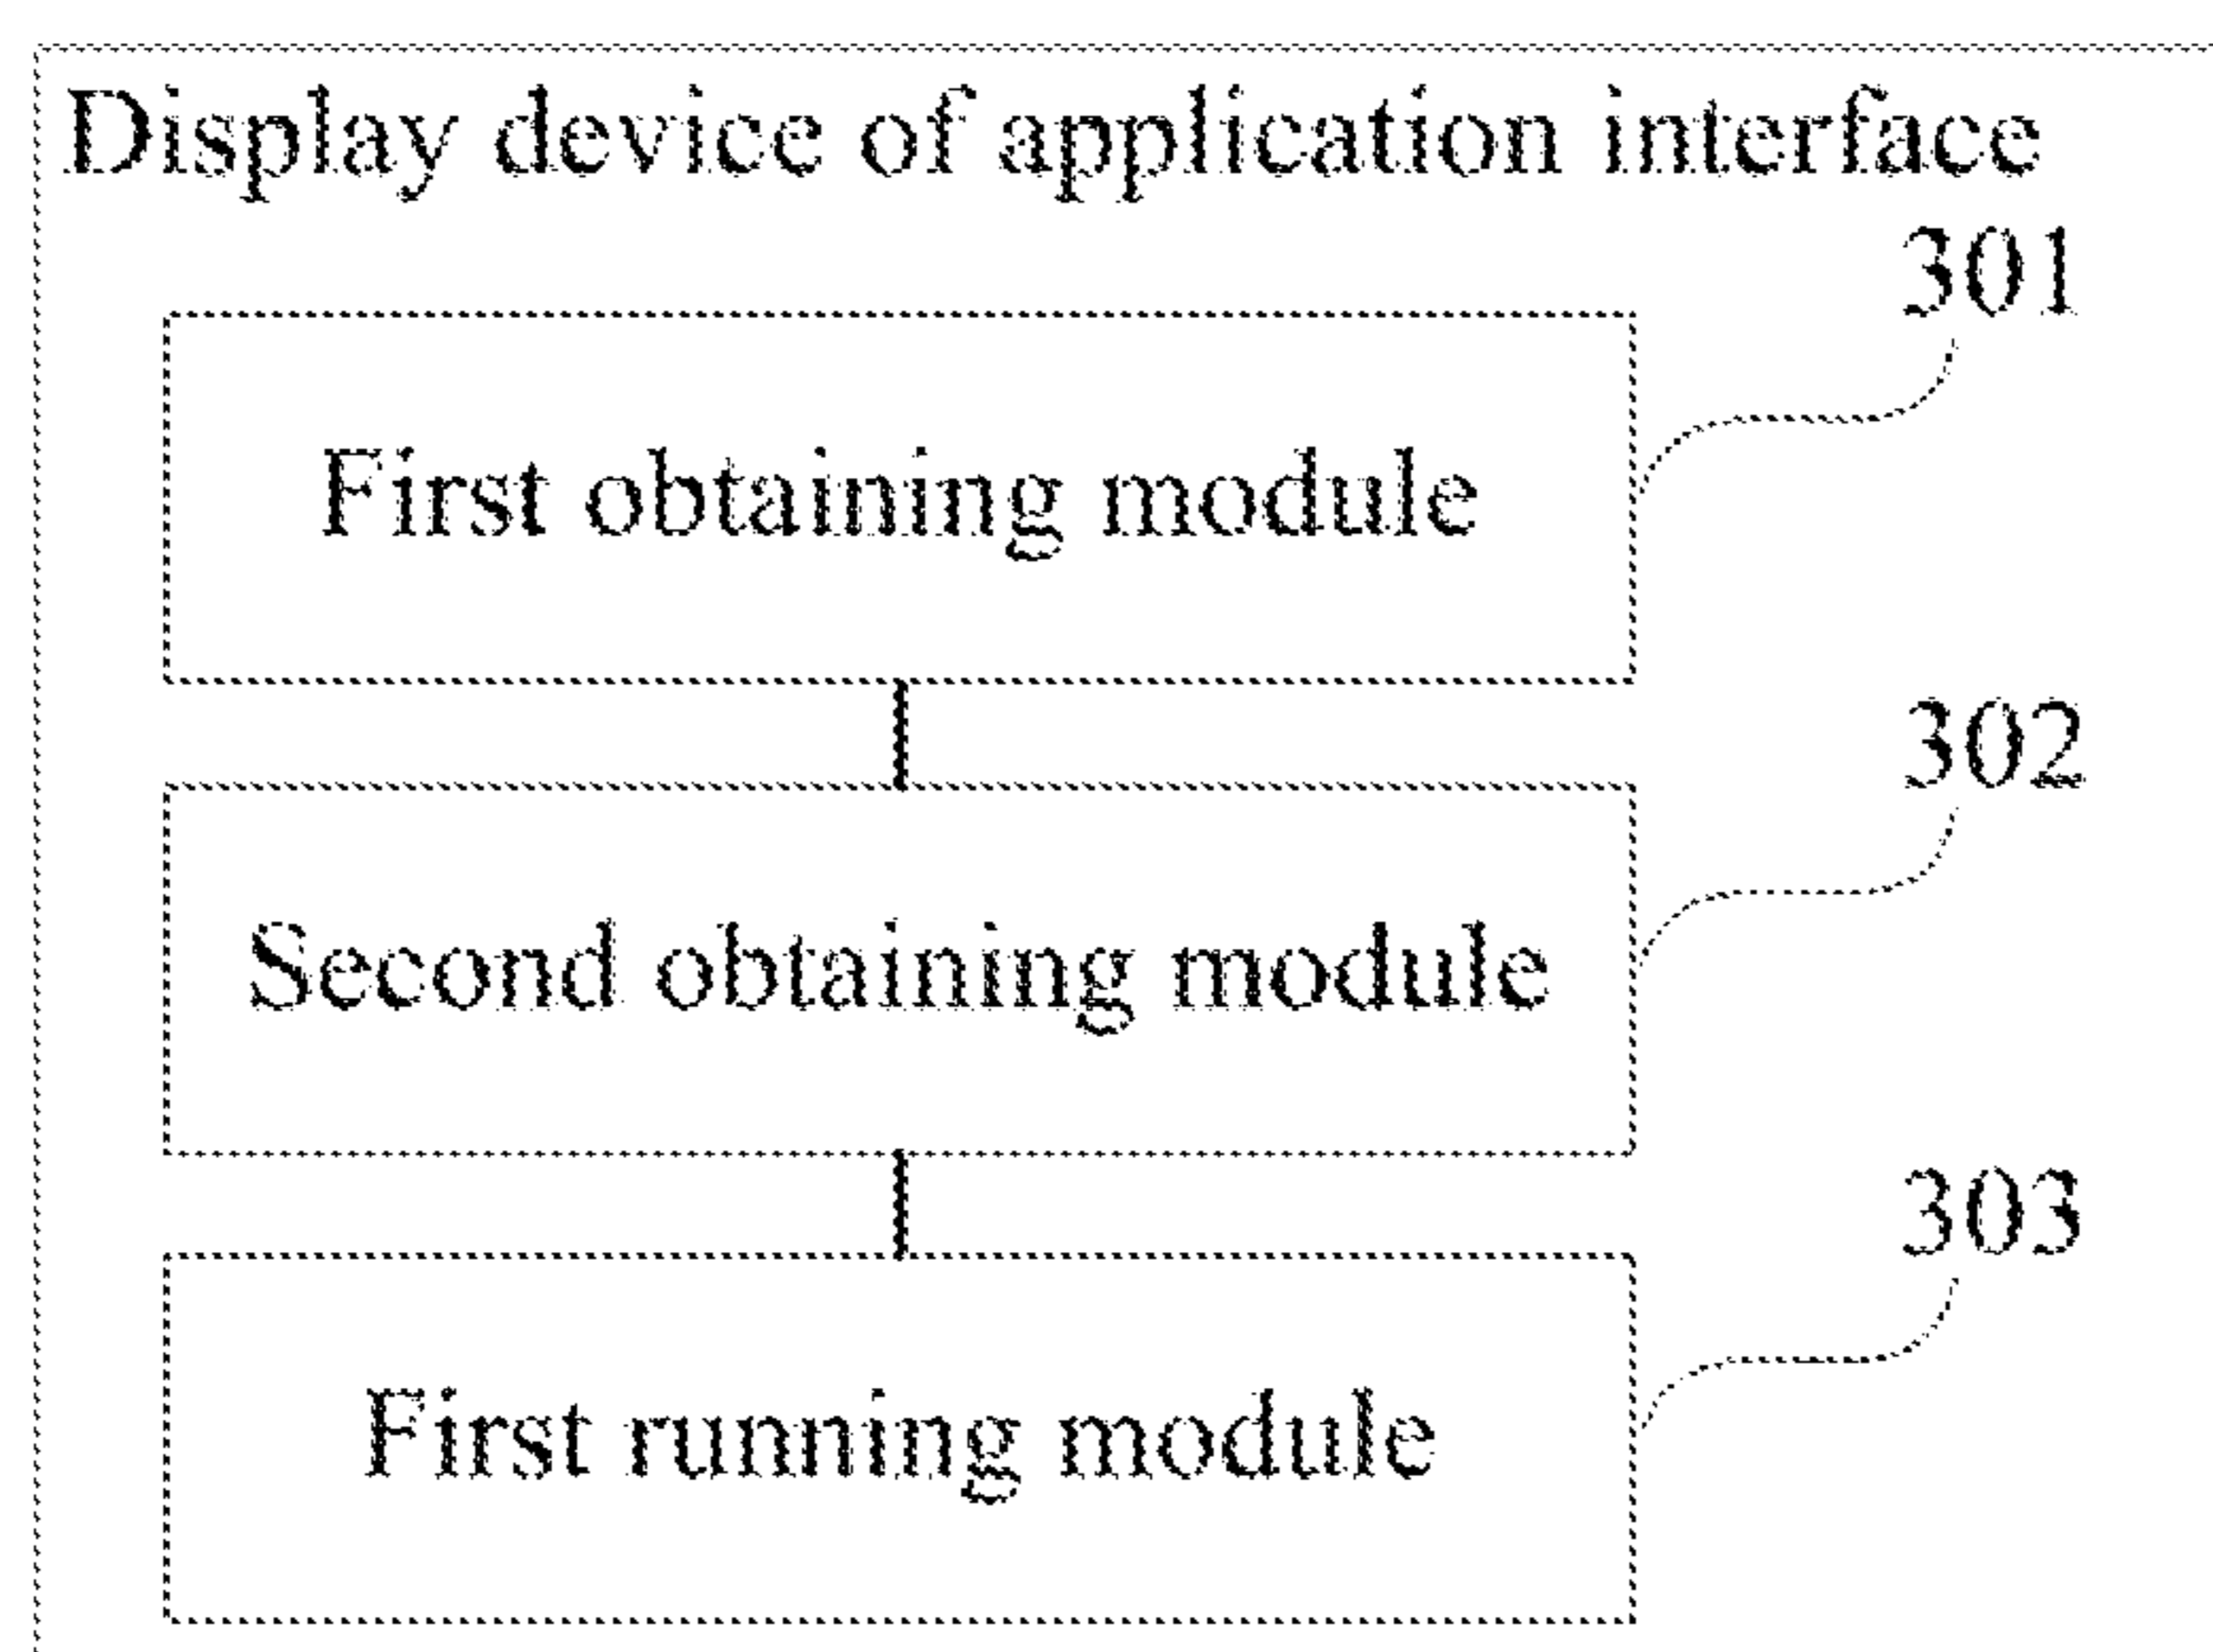 Display device of application interface
301
First obtaining module
302
Second obtaining module
303
First running module